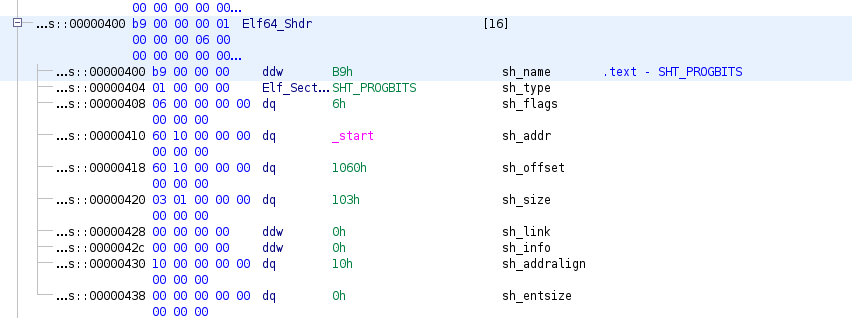 00 00 00 00 00...
...s::00000400 b9 00 00 00 01 Elf64_Shdr [16]
00 00 00 06 00
00 00 00 00 00...
...s::00000400 b9 00 00 00 ddw B9h sh_name .text - SHT_PROGBITS
...s::00000404 01 00 00 00 Elf_Sect... SHT_PROGBITS sh_type
...s::00000408 06 00 00 00 00 dq 6h sh_flags
00 00 00
...s::00000410 60 10 00 00 00 dq _start sh_addr
00 00 00
...s::00000418 60 10 00 00 00 dq 1060h sh_offset
00 00 00
...s::00000420 03 01 00 00 00 dq 103h sh_size
00 00 00
...s::00000428 00 00 00 00 ddw 0h sh_link
...s::0000042c 00 00 00 00 ddw 0h sh_info
...s::00000430 10 00 00 00 00 dq 10h sh_addralign
00 00 00
...s::00000438 00 00 00 00 00 dq 0h sh_entsize
00 00 00